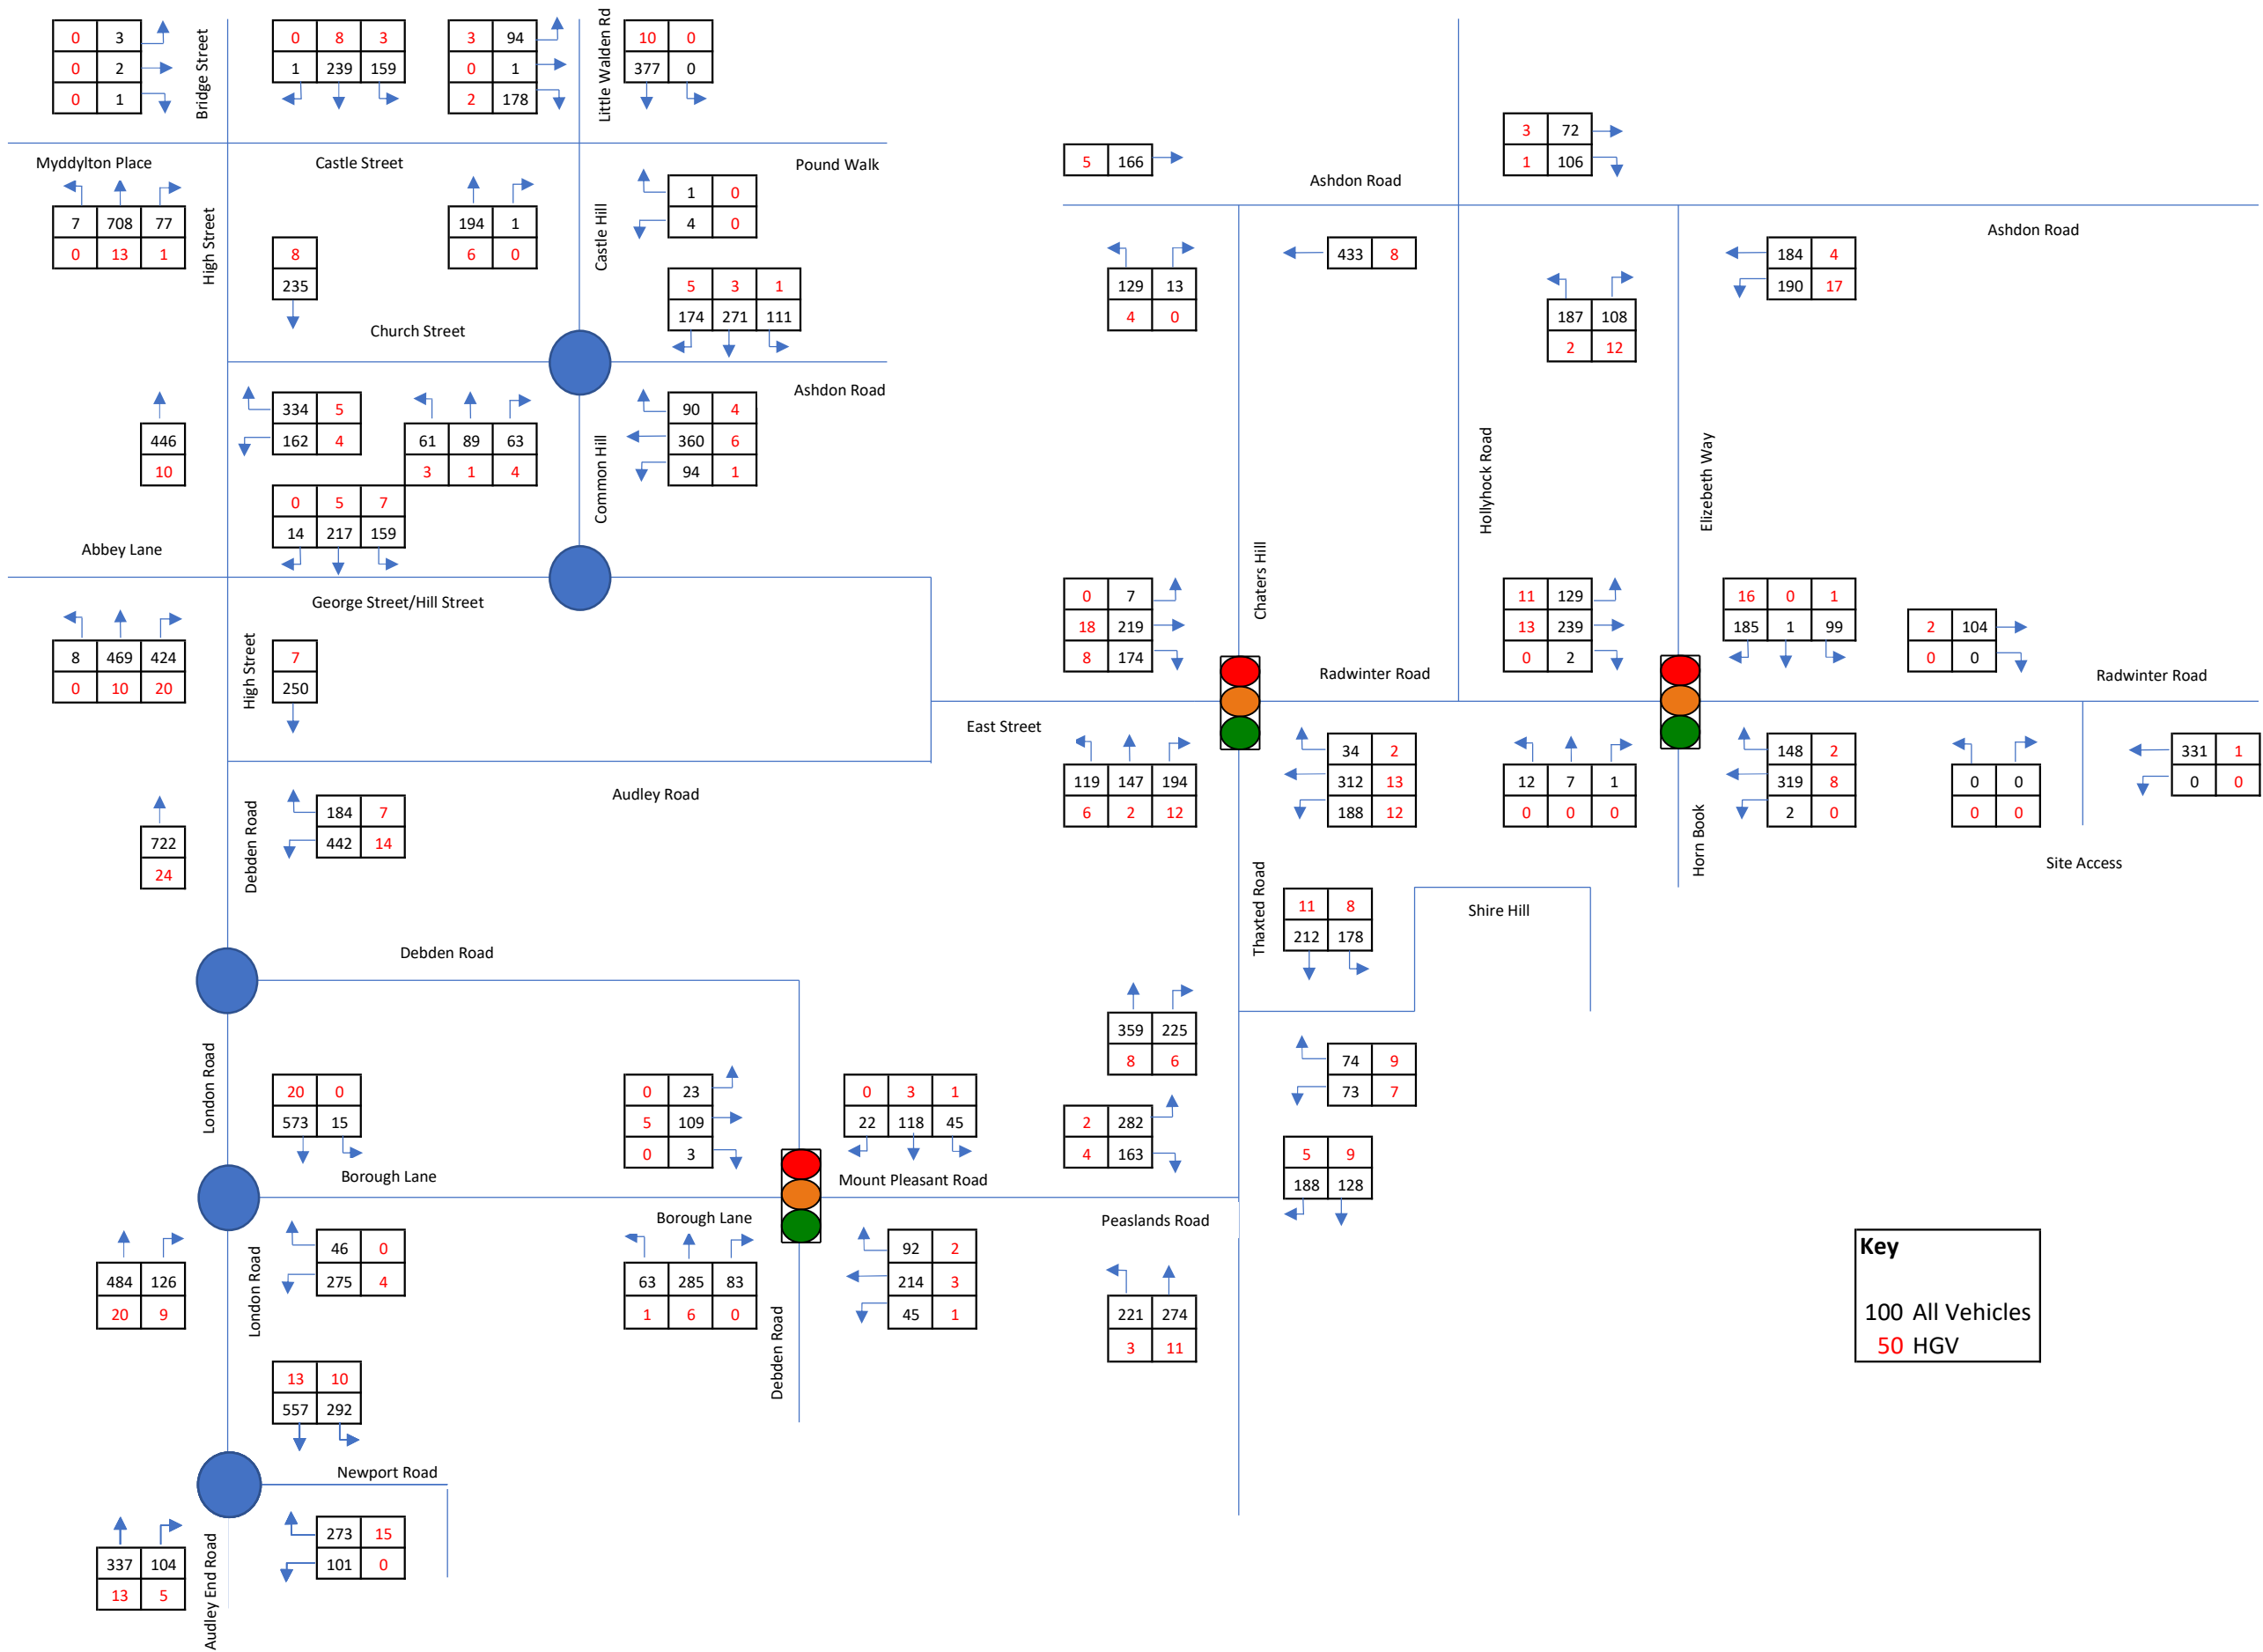 Bridge Street
0 3
0 2
0 1
0 8 3
1 239 159
3 94
0 1
2 178
Little Walden Rd
10 0
377 0
Myddylton Place
Castle Street
Pound Walk
7 708 77
0 13 1
High Street
8
235
194 1
6 0
Castle Hill
1 0
4 0
5 3 1
174 271 111
Church Street
Ashdon Road
446
10
334 5
162 4
61 89 63
3 1 4
Common Hill
90 4
360 6
94 1
0 5 7
14 217 159
Abbey Lane
George Street/Hill Street
8 469 424
0 10 20
High Street
7
250
Audley Road
722
24
Debden Road
184 7
442 14
Debden Road
London Road
20 0
573 15
Borough Lane
0 23
5 109
0 3
0 3 1
22 118 45
Mount Pleasant Road
Borough Lane
484 126
20 9
London Road
46 0
275 4
63 285 83
1 6 0
Debden Road
92 2
214 3
45 1
13 10
557 292
Newport Road
337 104
13 5
Audley End Road
273 15
101 0
5 166
Ashdon Road
3 72
1 106
Ashdon Road
129 13
4 0
433 8
187 108
2 12
184 4
190 17
Chaters Hill
Hollyhock Road
Elizebeth Way
0 7
18 219
8 174
11 129
13 239
0 2
16 0 1
185 1 99
2 104
0 0
Radwinter Road
Radwinter Road
East Street
119 147 194
6 2 12
34 2
312 13
188 12
12 7 1
0 0 0
Horn Book
148 2
319 8
2 0
0 0
0 0
331 1
0 0
Site Access
Thaxted Road
11 8
212 178
Shire Hill
359 225
8 6
74 9
73 7
2 282
4 163
5 9
188 128
Peaslands Road
221 274
3 11
Key
100 All Vehicles
50 HGV